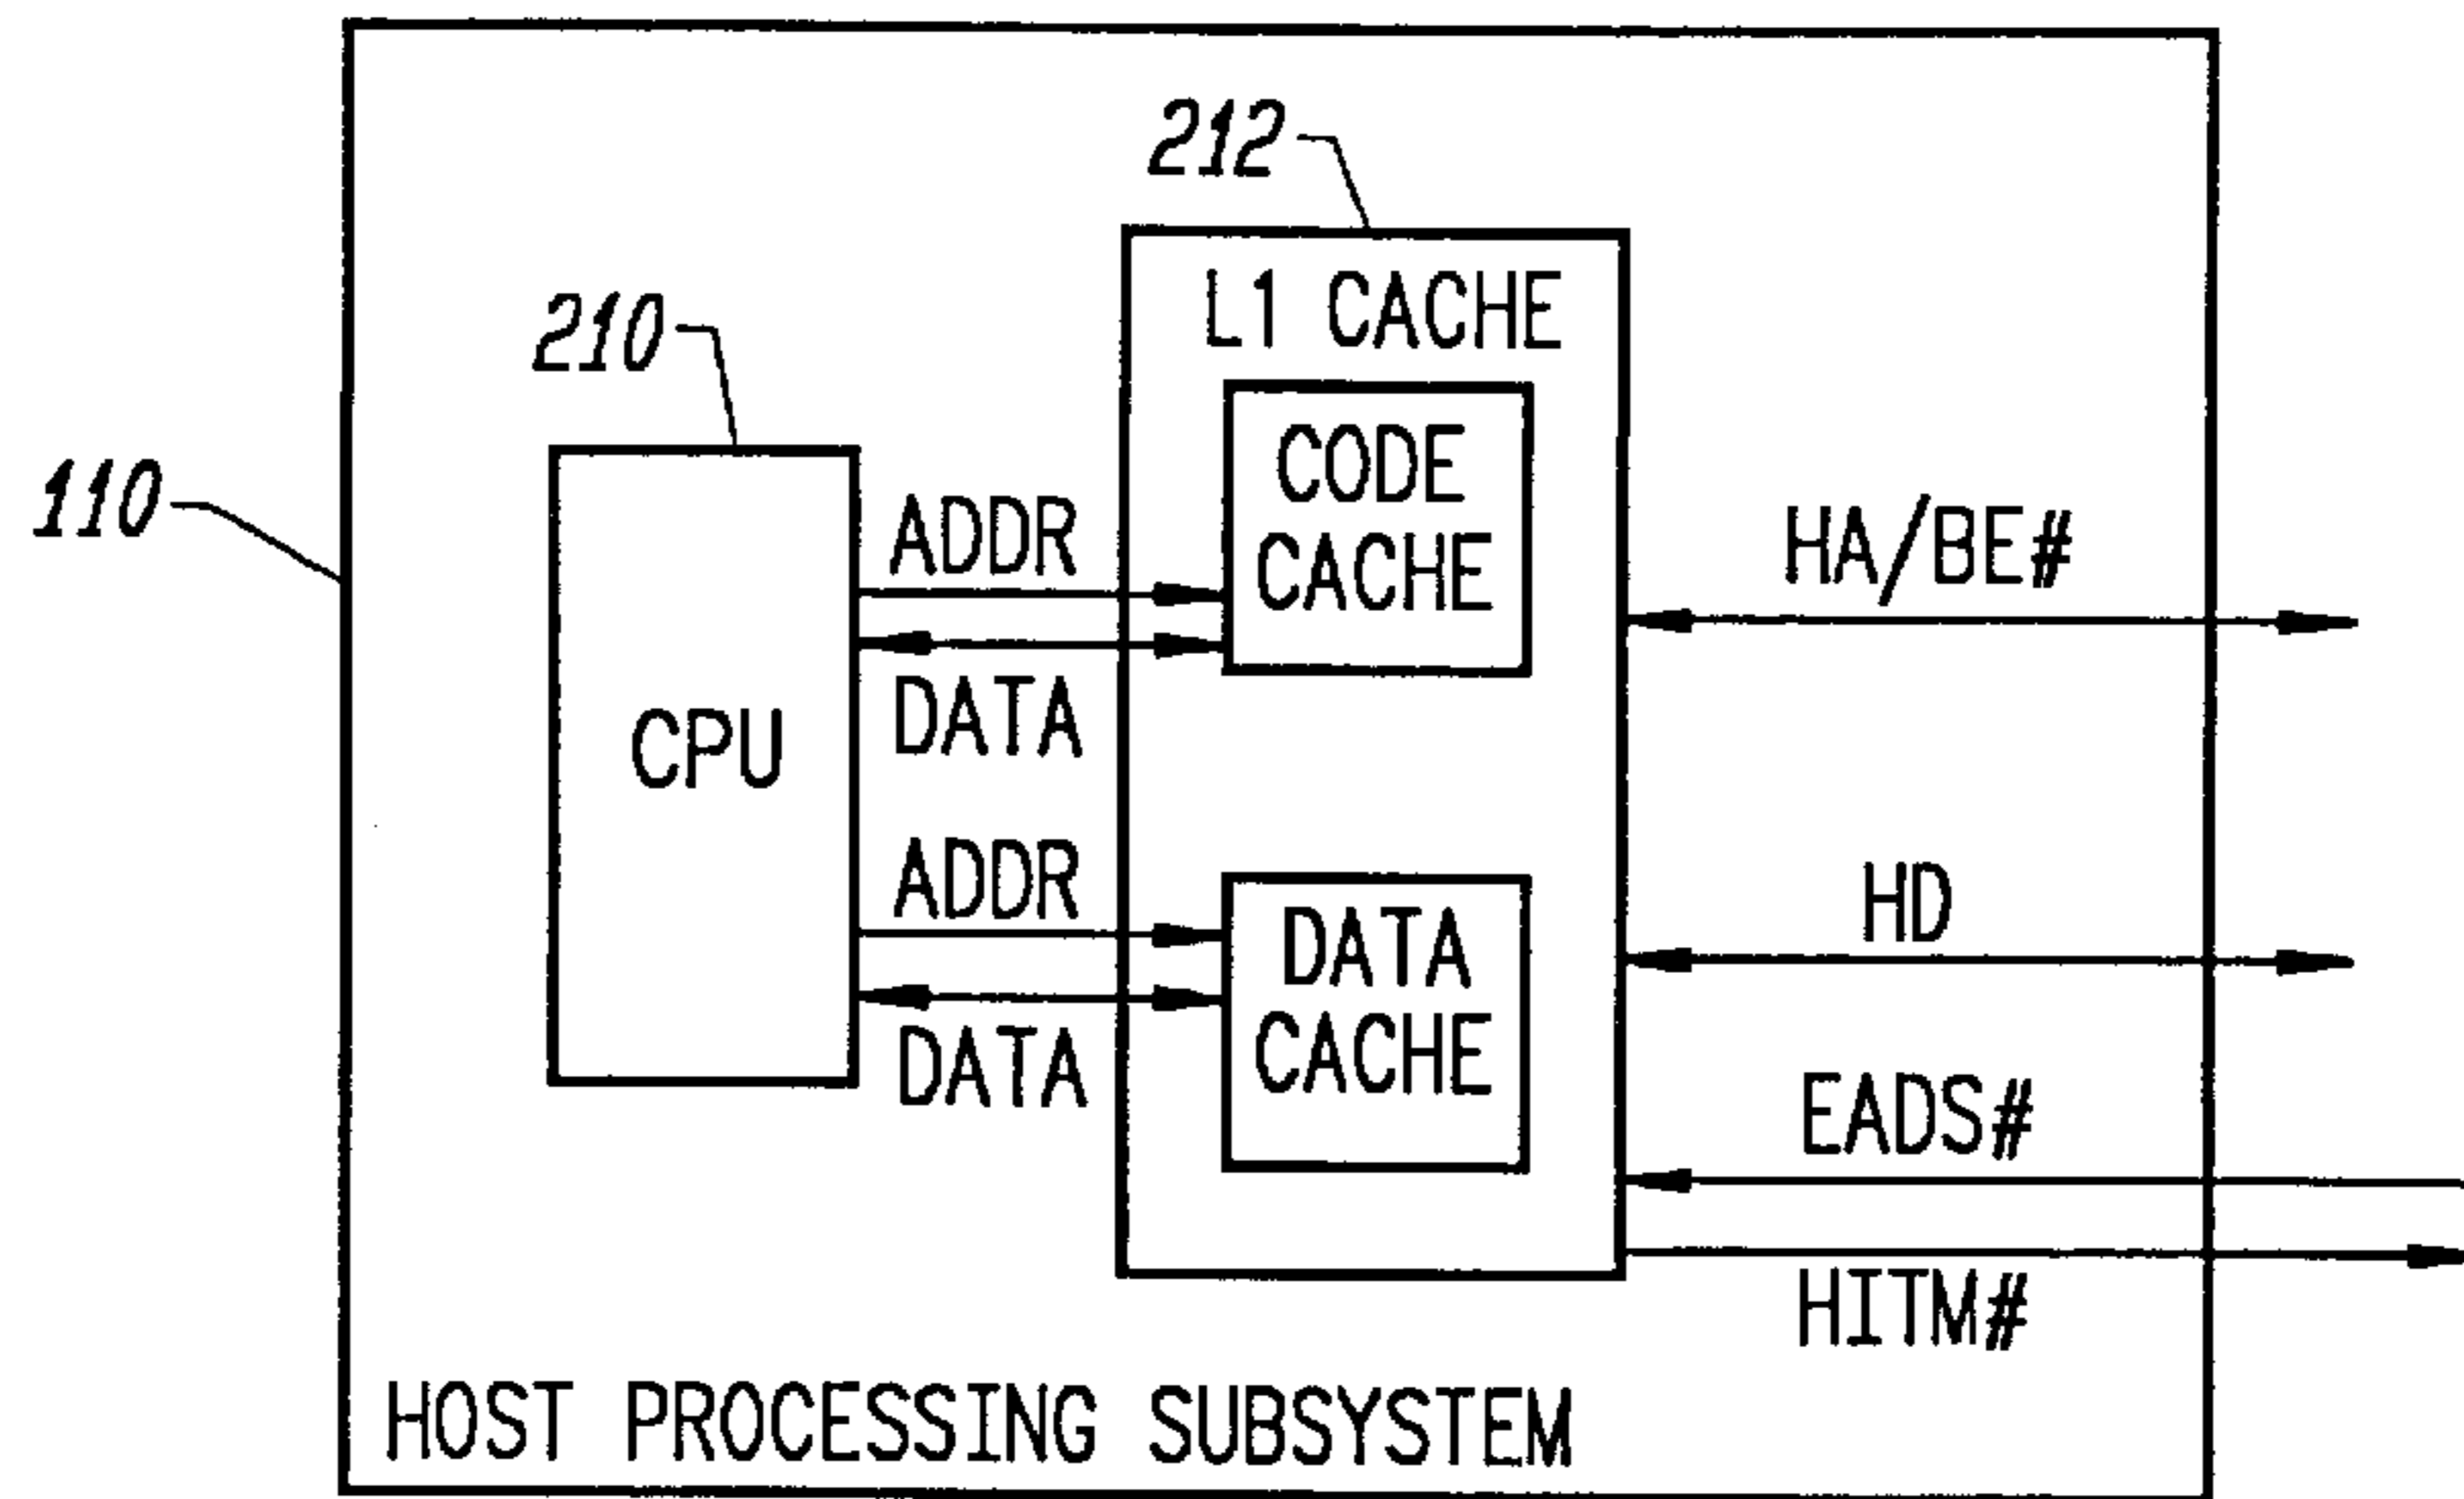 212
L1 CACHE
210
CODE
CACHE
110
ADDR
HA/BE#
DATA
CPU
ADDR
HD
DATA
CACHE
DATA
EADS#
HITM#
HOST PROCESSING SUBSYSTEM